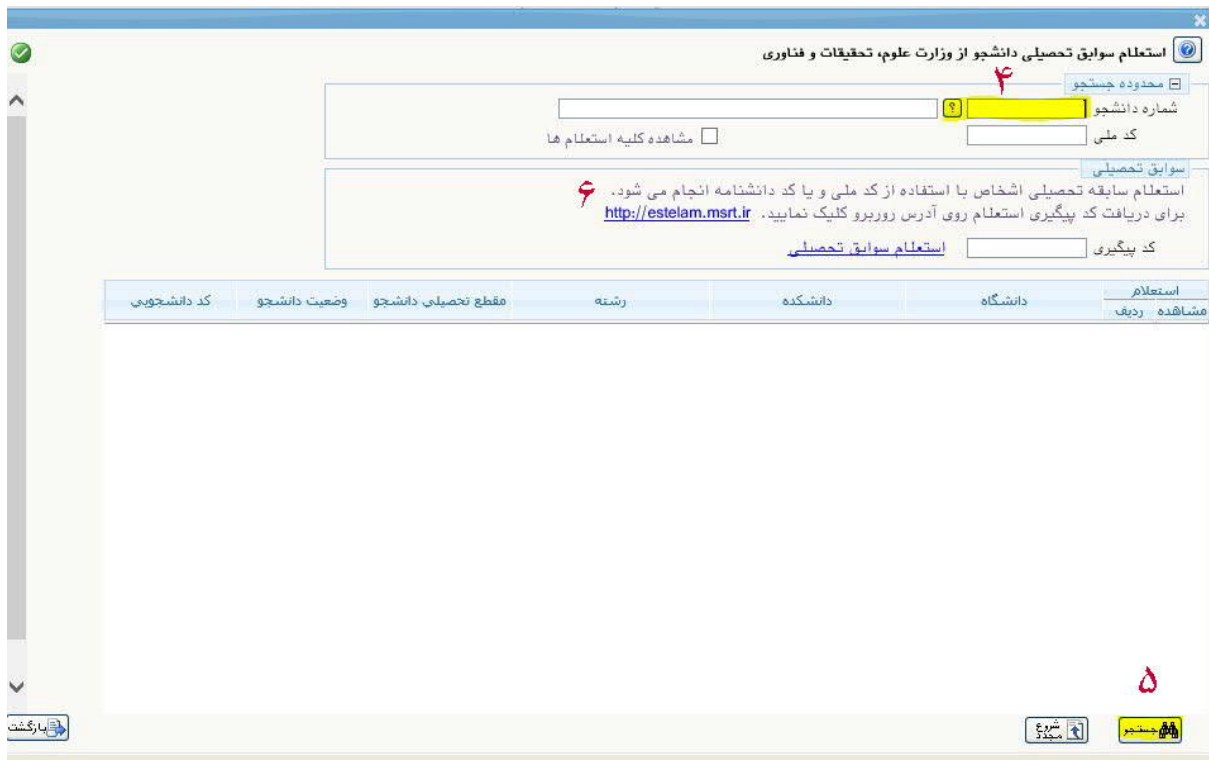 استعلام سوابق تحصیلی دانشجو از وزارت علوم، تحقیقات و فناوری
۴
محدوده جستجو
شماره دانشجو ؟
کد ملی مشاهده کلیه استعلام ها
سوابق تحصیلی
استعلام سابقه تحصیلی اشخاص با استفاده از کد ملی و یا کد دانشنامه انجام می شود. ۶
برای دریافت کد پیگیری استعلام روی آدرس روربرو کلیک نمایید. http://estelam.msrt.ir
کد پیگیری استعلام سوابق تحصیلی
استعلام دانشگاه دانشکده رشته مقطع تحصیلی دانشجو وضعیت دانشجو کد دانشجویی
مشاهده ردیف
۵
جستجو شروع مجدد بازگشت